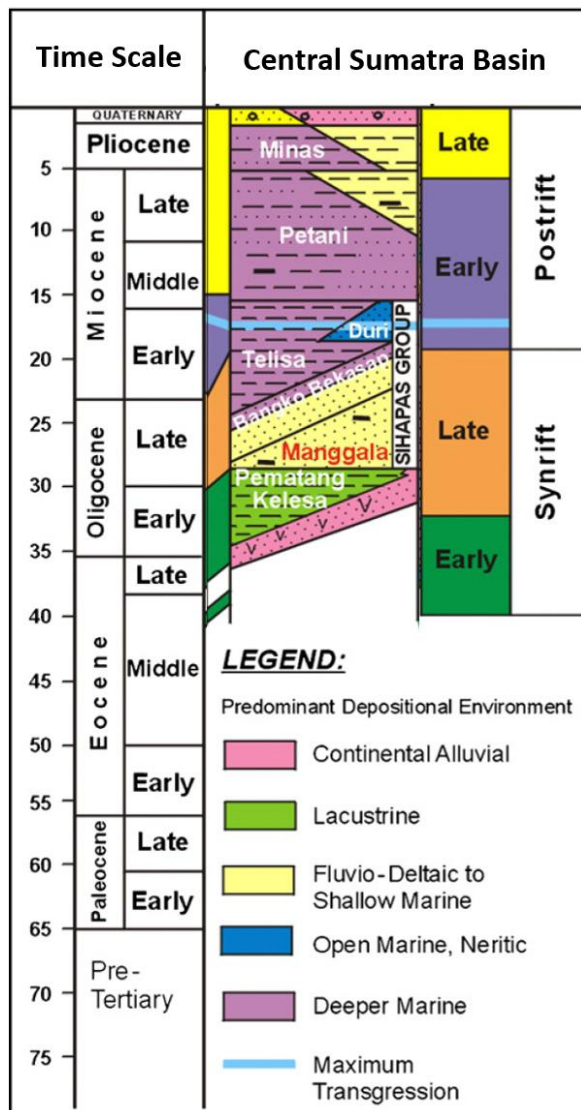 Time Scale
Central Sumatra Basin
QUATERNARY
Pliocene
Miocene
Late
Middle
Early
Oligocene
Late
Early
Eocene
Late
Middle
Early
Paleocene
Late
Early
Pre-
Tertiary
5
10
15
20
25
30
35
40
45
50
55
60
65
70
75
Minas
Petani
Duri
Telisa
Bangko Bekasap
Manggala
SIHAPAS GROUP
Pematang
Kelesa
Late
Early
Late
Early
Postrift
Synrift
LEGEND:
Predominant Depositional Environment
Continental Alluvial
Lacustrine
Fluvio-Deltaic to
Shallow Marine
Open Marine, Neritic
Deeper Marine
Maximum
Transgression